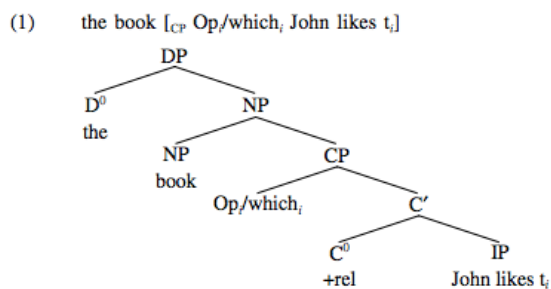 (1) the book [CP Opi/whichi John likes ti]
DP
D⁰ NP
the
NP CP
book
Opi/whichi C′
C⁰ IP
+rel John likes ti